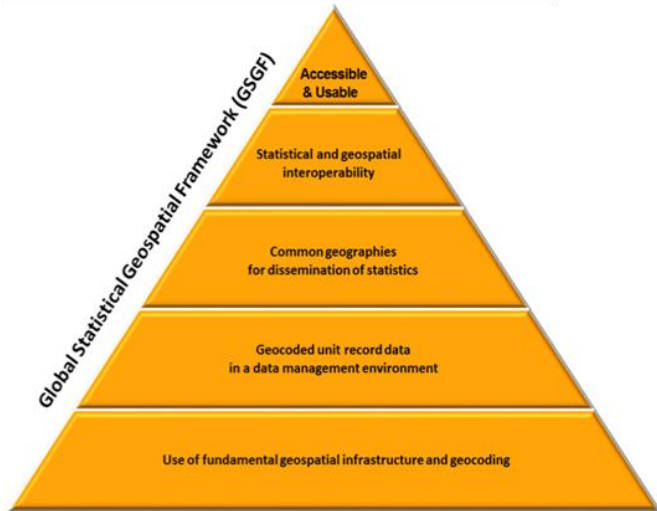 Global Statistical Geospatial Framework (GSGF)
Accessible
& Usable
Statistical and geospatial
interoperability
Common geographies
for dissemination of statistics
Geocoded unit record data
in a data management environment
Use of fundamental geospatial infrastructure and geocoding